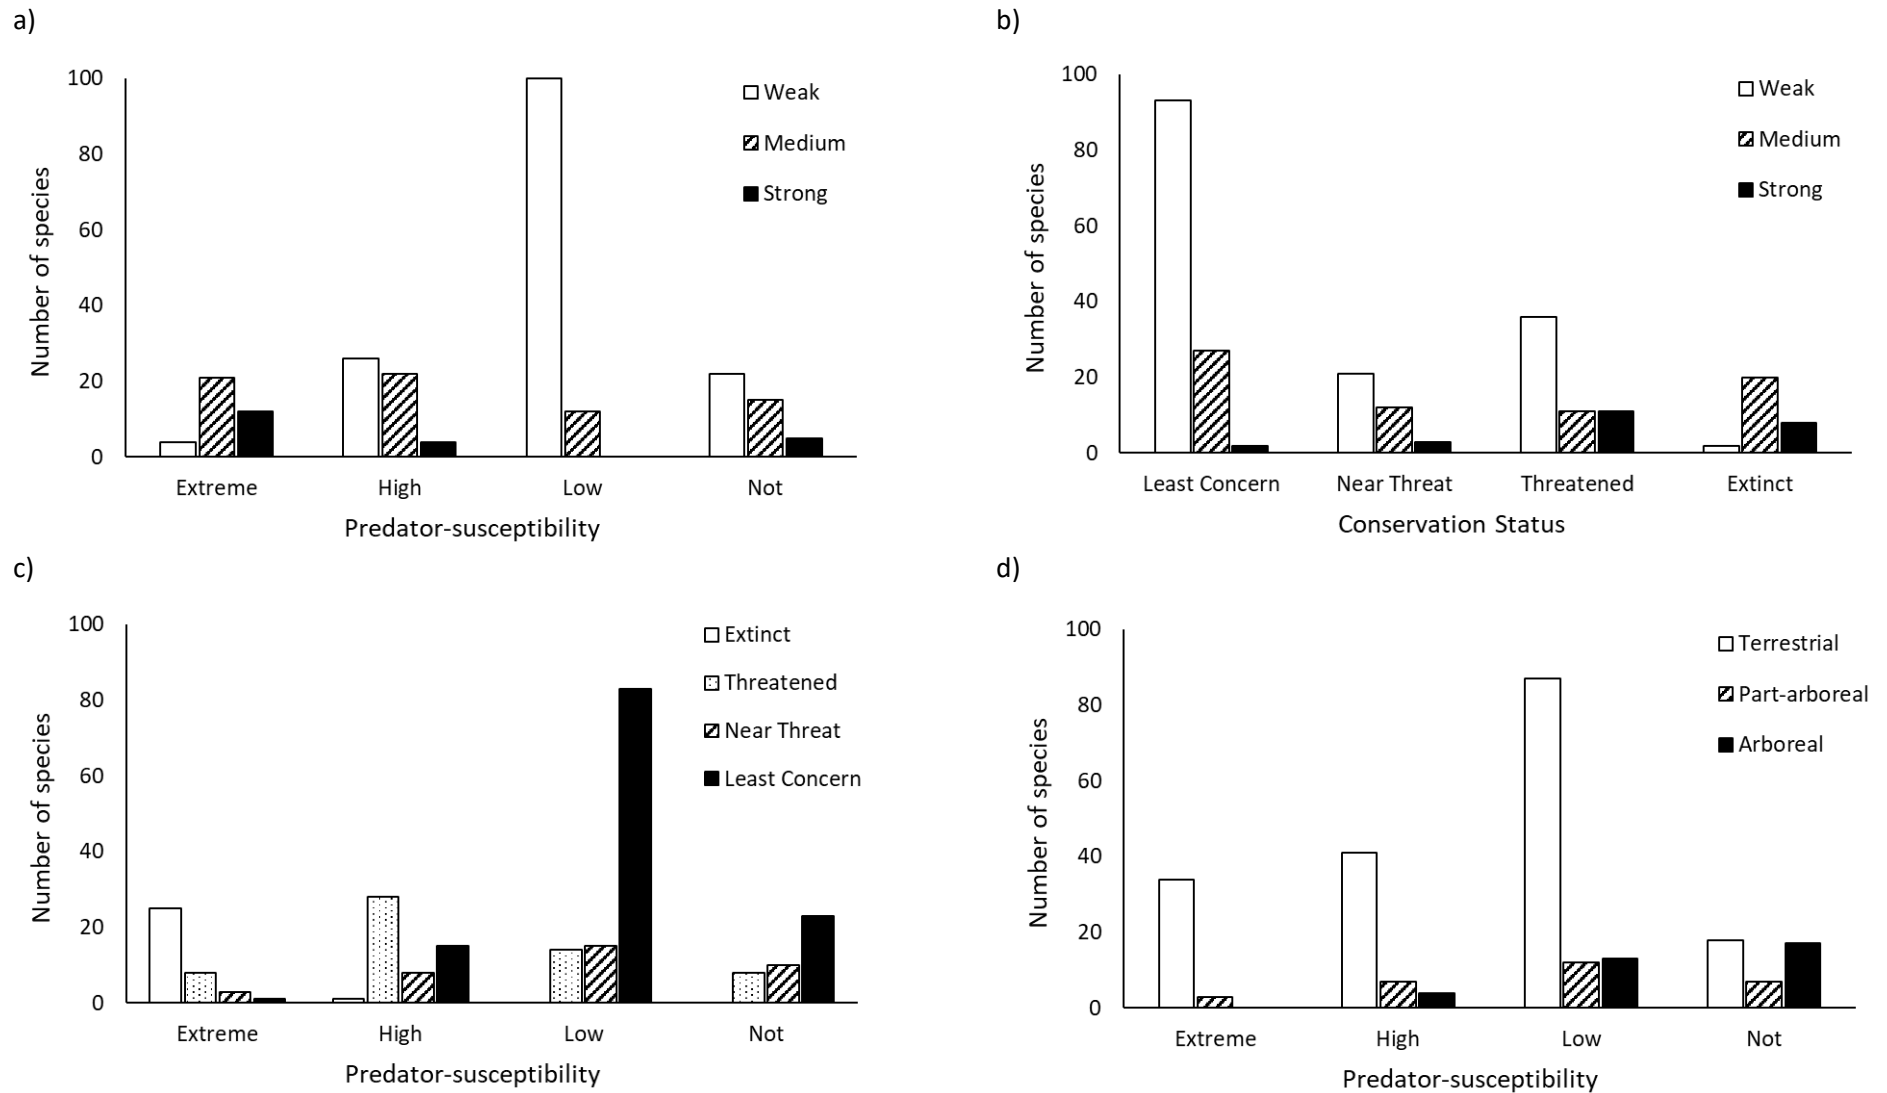 a)
100
80
60
40
20
0
Number of species
Weak
Medium
Strong
Extreme High Low Not
Predator-susceptibility
b)
100
80
60
40
20
0
Number of species
Weak
Medium
Strong
Least Concern Near Threat Threatened Extinct
Conservation Status
c)
100
80
60
40
20
0
Number of species
Extinct
Threatened
Near Threat
Least Concern
Extreme High Low Not
Predator-susceptibility
d)
100
80
60
40
20
0
Number of species
Terrestrial
Part-arboreal
Arboreal
Extreme High Low Not
Predator-susceptibility